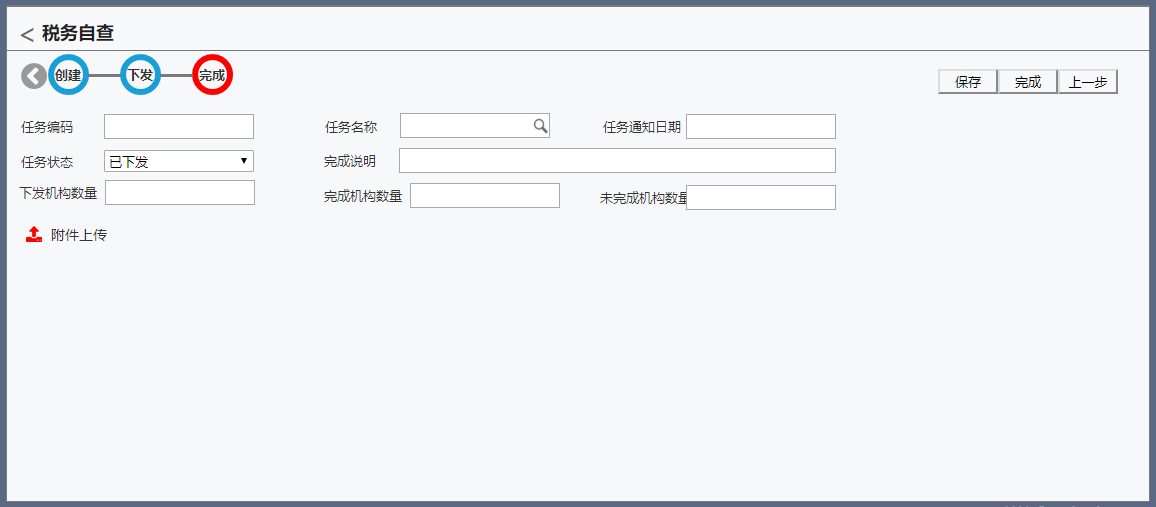 < 税务自查
创建 下发 完成
保存 完成 上一步
任务编码 任务名称 任务通知日期
任务状态 已下发 完成说明
下发机构数量 完成机构数量 未完成机构数量
附件上传